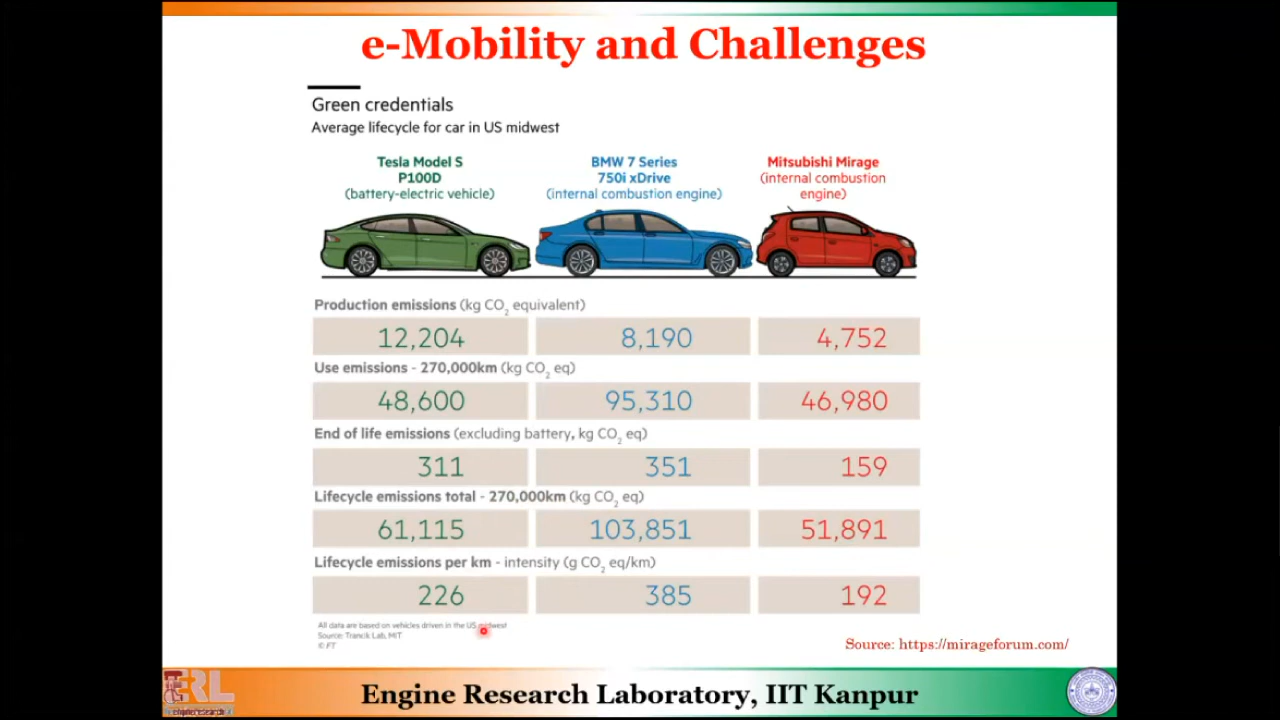 e-Mobility and Challenges
Green credentials
Average lifecycle for car in US midwest
Tesla Model S
P100D
(battery-electric vehicle)
BMW 7 Series
750i xDrive
(internal combustion engine)
Mitsubishi Mirage
(internal combustion
engine)
Production emissions (kg CO2 equivalent)
12,204 8,190 4,752
Use emissions - 270,000km (kg CO2 eq)
48,600 95,310 46,980
End of life emissions (excluding battery, kg CO2 eq)
311 351 159
Lifecycle emissions total - 270,000km (kg CO2 eq)
61,115 103,851 51,891
Lifecycle emissions per km - intensity (g CO2 eq/km)
226 385 192
All data are based on vehicles driven in the US midwest
Source: Trancik Lab, MIT
© FT
Source: https://mirageforum.com/
ERL
Engine Research Laboratory, IIT Kanpur